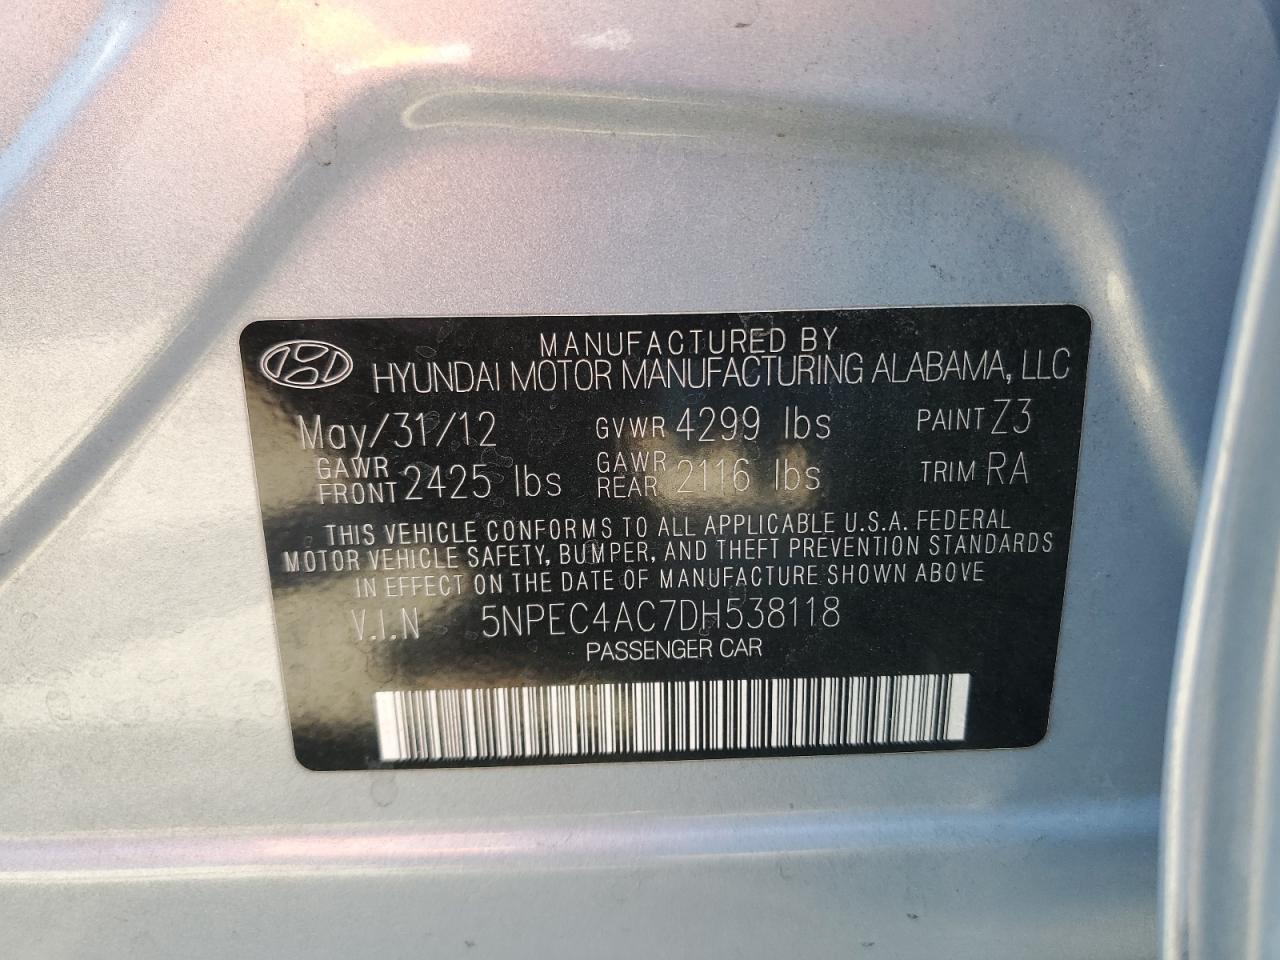 MANUFACTURED BY
HYUNDAI MOTOR MANUFACTURING ALABAMA, LLC
May/31/12 GVWR 4299 lbs PAINT Z3
GAWR FRONT 2425 lbs GAWR REAR 2116 lbs TRIM RA
THIS VEHICLE CONFORMS TO ALL APPLICABLE U.S.A. FEDERAL
MOTOR VEHICLE SAFETY, BUMPER, AND THEFT PREVENTION STANDARDS
IN EFFECT ON THE DATE OF MANUFACTURE SHOWN ABOVE
V.I.N 5NPEC4AC7DH538118
PASSENGER CAR